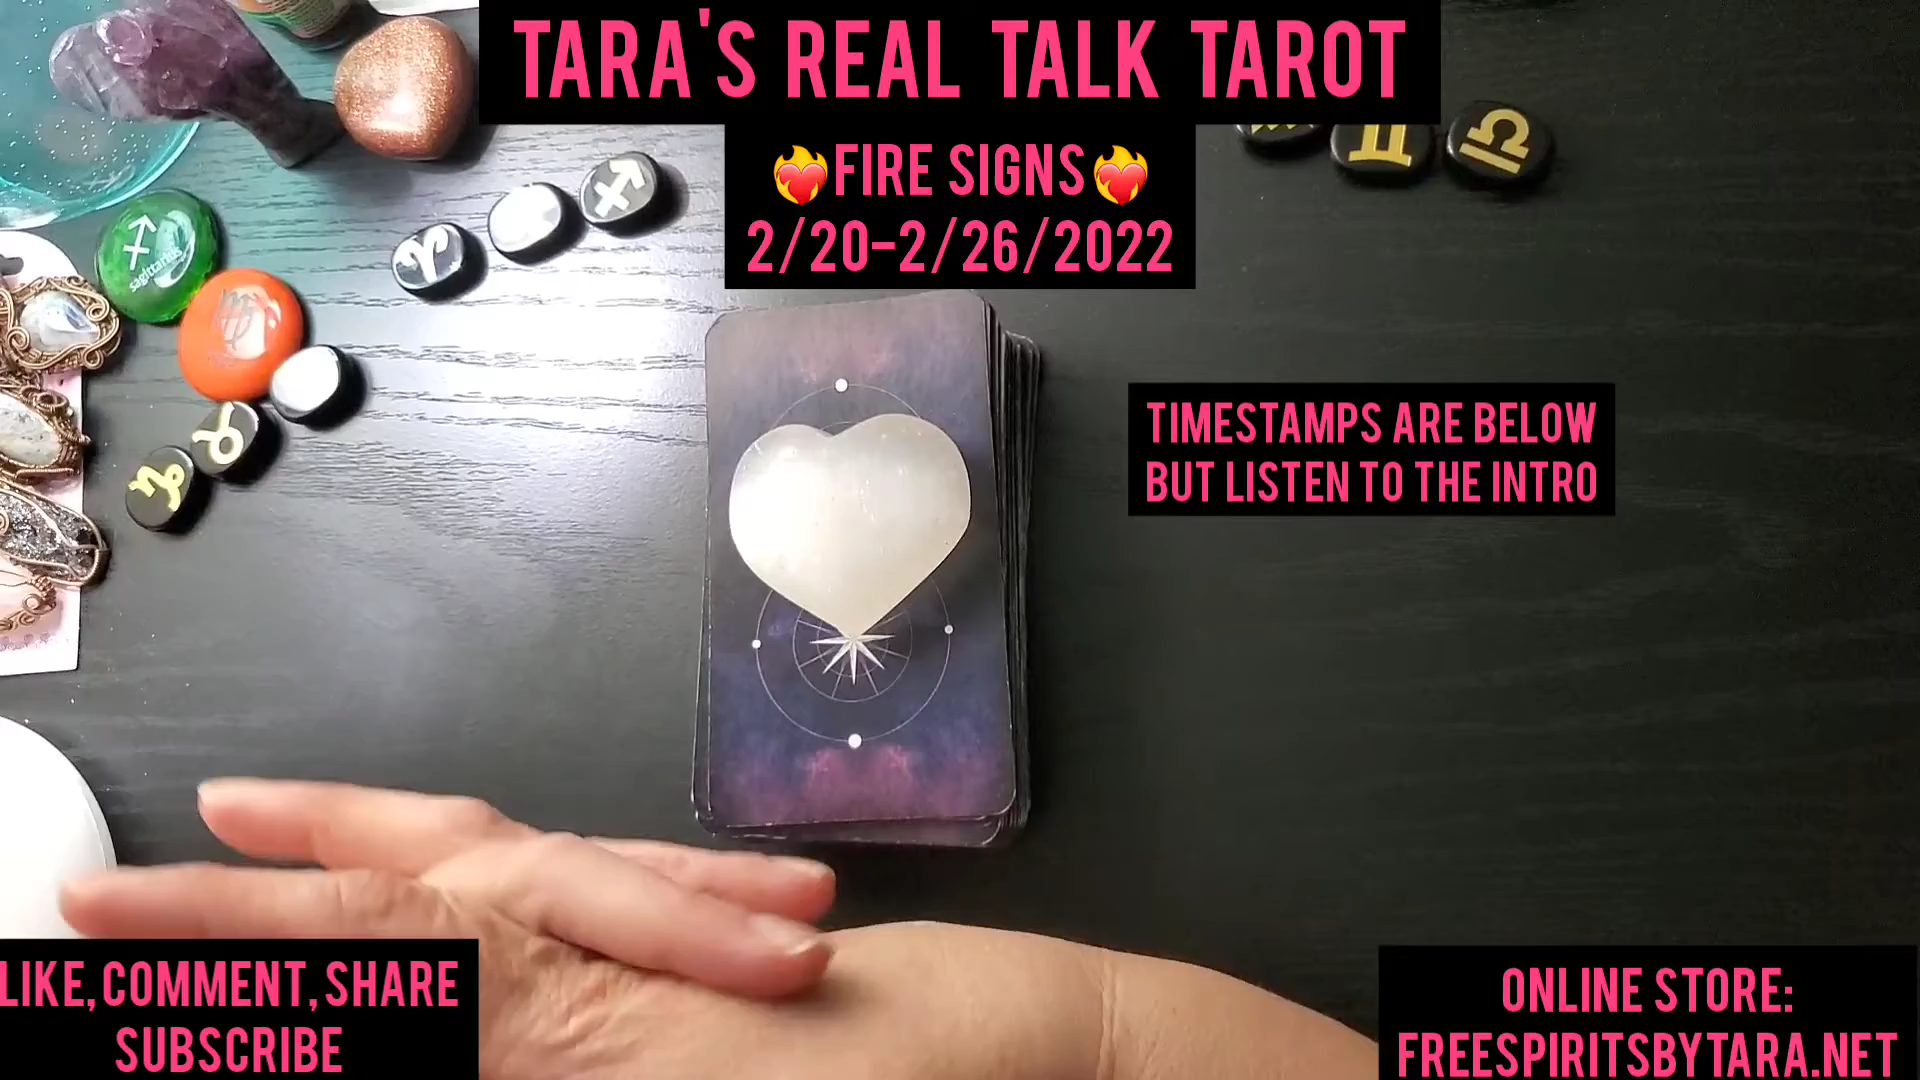 TARA'S REAL TALK TAROT
❤️‍🔥FIRE SIGNS❤️‍🔥
2/20-2/26/2022
sagittarius
TIMESTAMPS ARE BELOW
BUT LISTEN TO THE INTRO
LIKE, COMMENT, SHARE
SUBSCRIBE
ONLINE STORE:
FREESPIRITSBYTARA.NET